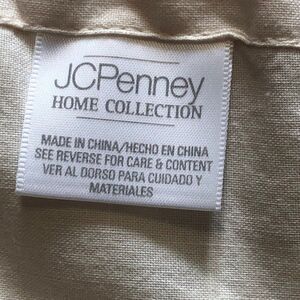 JCPenney
HOME COLLECTION
MADE IN CHINA/HECHO EN CHINA
SEE REVERSE FOR CARE & CONTENT
VER AL DORSO PARA CUIDADO Y
MATERIALES